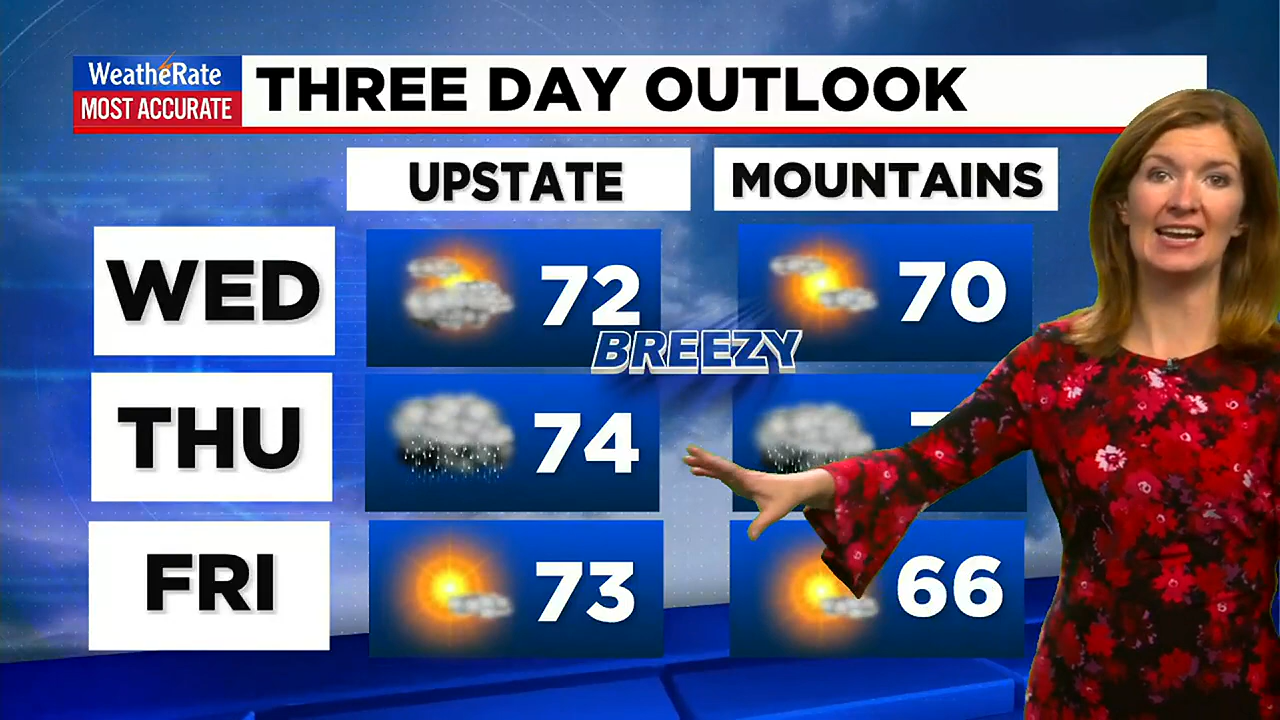 WeatheRate
MOST ACCURATE
THREE DAY OUTLOOK
UPSTATE
MOUNTAINS
WED
72
70
BREEZY
THU
74
FRI
73
66